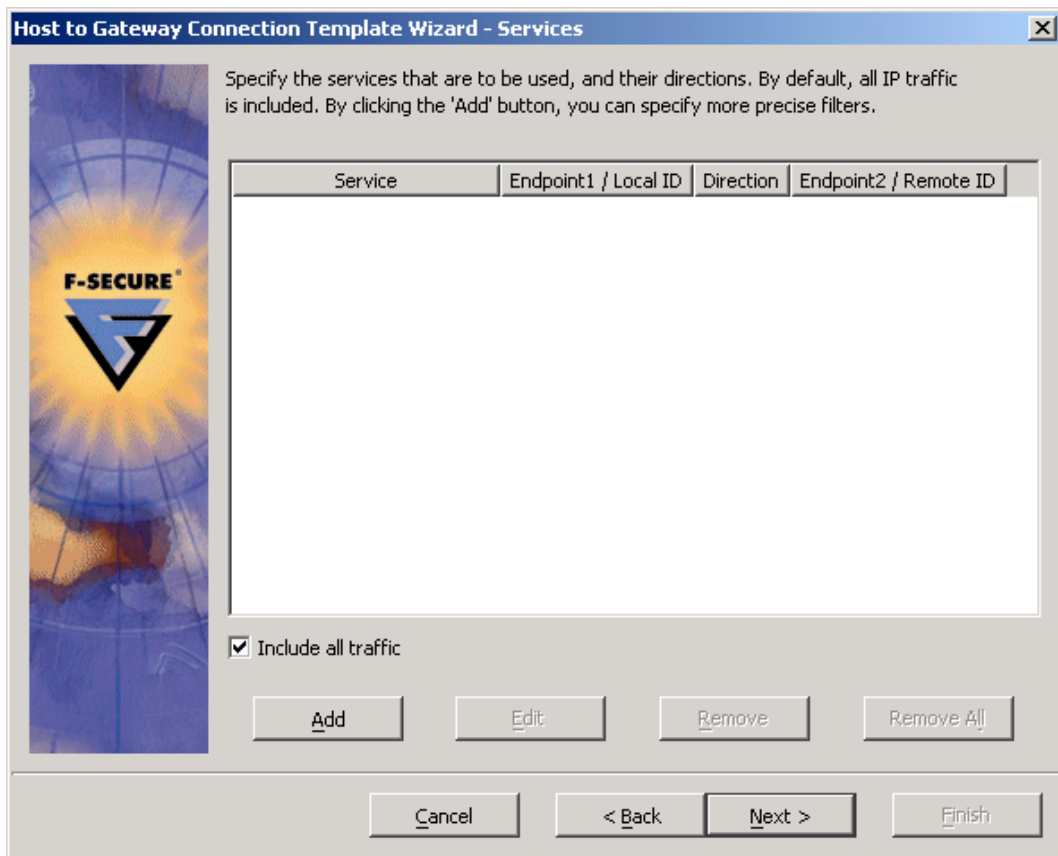 Host to Gateway Connection Template Wizard - Services
Specify the services that are to be used, and their directions. By default, all IP traffic
is included. By clicking the 'Add' button, you can specify more precise filters.
F-SECURE®
Service Endpoint1 / Local ID Direction Endpoint2 / Remote ID
Include all traffic
Add Edit Remove Remove All
Cancel < Back Next > Finish